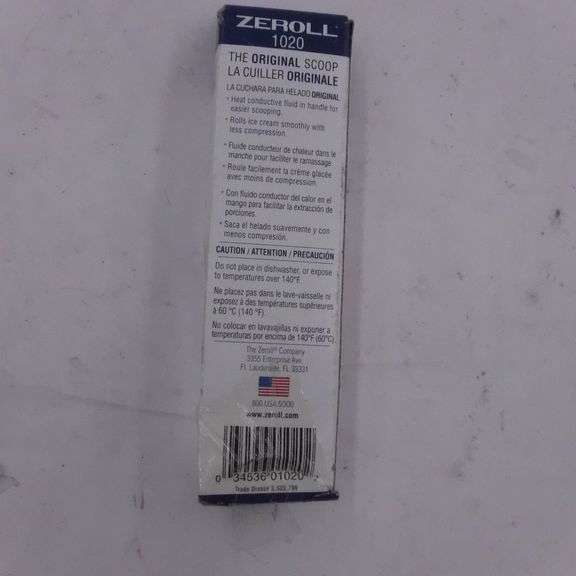 ZEROLL®
1020
THE ORIGINAL SCOOP
LA CUILLER ORIGINALE
LA CUCHARA PARA HELADO ORIGINAL
• Heat conductive fluid in handle for
easier scooping.
• Rolls ice cream smoothly with
less compression.
• Fluide conducteur de chaleur dans le
manche pour faciliter le ramassage.
• Roule facilement la crème glacée
avec moins de compression.
• Con fluido conductor del calor en el
mango para facilitar la extracción de
porciones.
• Saca el helado suavemente y con
menos compresión.
CAUTION / ATTENTION / PRECAUCIÓN
Do not place in dishwasher, or expose
to temperatures over 140°F.
Ne placez pas dans le lave-vaisselle ni
exposez à des températures supérieures
à 60 °C (140 °F).
No colocar en lavavajillas ni exponer a
temperaturas por encima de 140°F (60°C)
The Zeroll® Company
3355 Enterprise Ave.
Ft. Lauderdale, FL 33331
800.USA.5000
www.zeroll.com
0 34536 01020
Trade Dress#